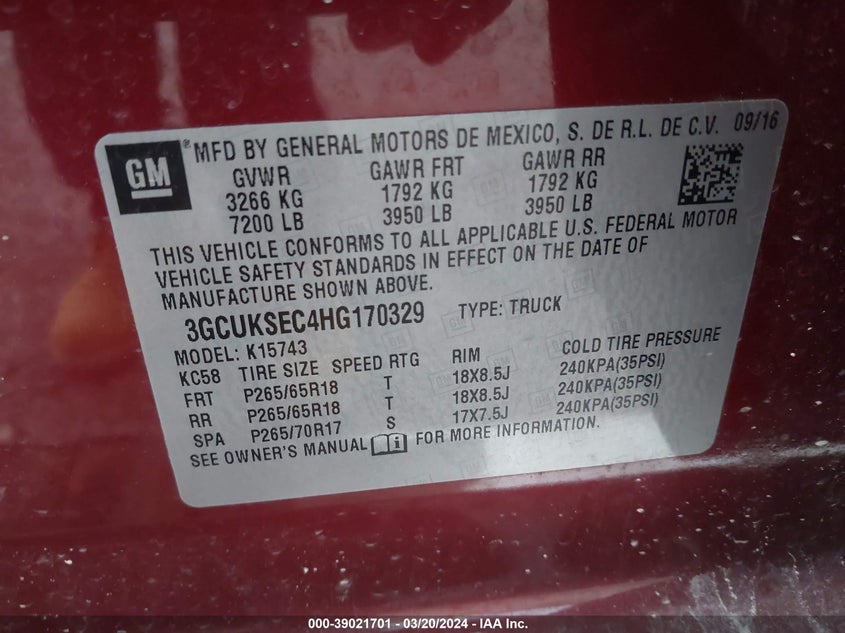 GM ® MFD BY GENERAL MOTORS DE MEXICO, S. DE R.L. DE C.V. 09/16
GVWR GAWR FRT GAWR RR
3266 KG 1792 KG 1792 KG
7200 LB 3950 LB 3950 LB
THIS VEHICLE CONFORMS TO ALL APPLICABLE U.S. FEDERAL MOTOR
VEHICLE SAFETY STANDARDS IN EFFECT ON THE DATE OF
MANUFACTURE SHOWN ABOVE.
3GCUKSEC4HG170329 TYPE: TRUCK
MODEL: K15743
KC58 TIRE SIZE SPEED RTG RIM COLD TIRE PRESSURE
FRT P265/65R18 T 18X8.5J 240KPA(35PSI)
RR P265/65R18 T 18X8.5J 240KPA(35PSI)
SPA P265/70R17 S 17X7.5J 240KPA(35PSI)
SEE OWNER'S MANUAL FOR MORE INFORMATION.
000-39021701 - 03/20/2024 - IAA Inc.